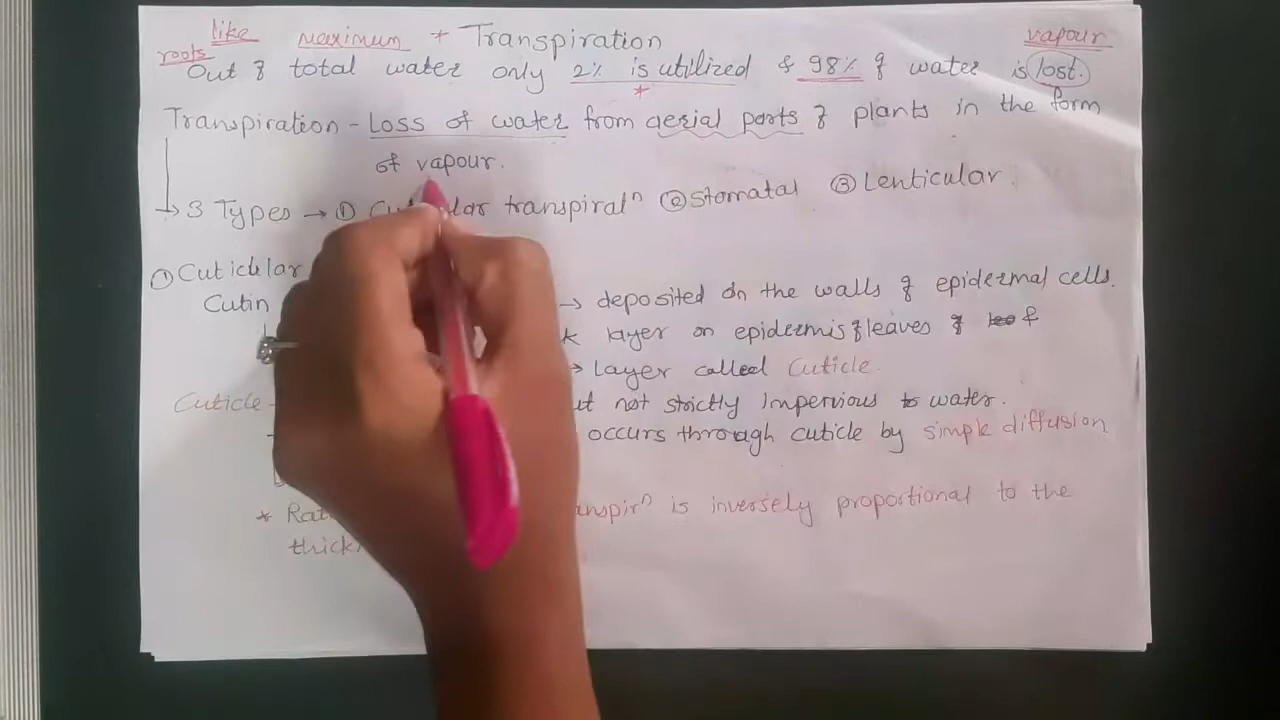 like maximum * Transpiration vapour
roots
Out of total water only 2% is utilized & 98% of water is lost.
*
Transpiration - Loss of water from aerial parts of plants in the form
of vapour.
→ 3 Types → ① transpiratⁿ ② Stomatal ③ Lenticular
① Cuticular
Cutin → deposited on the walls of epidermal cells.
layer on epidermis of leaves of
→ layer called Cuticle.
Cuticle - not strictly impervious to water.
occurs through cuticle by simple diffusion
* is inversely proportional to the